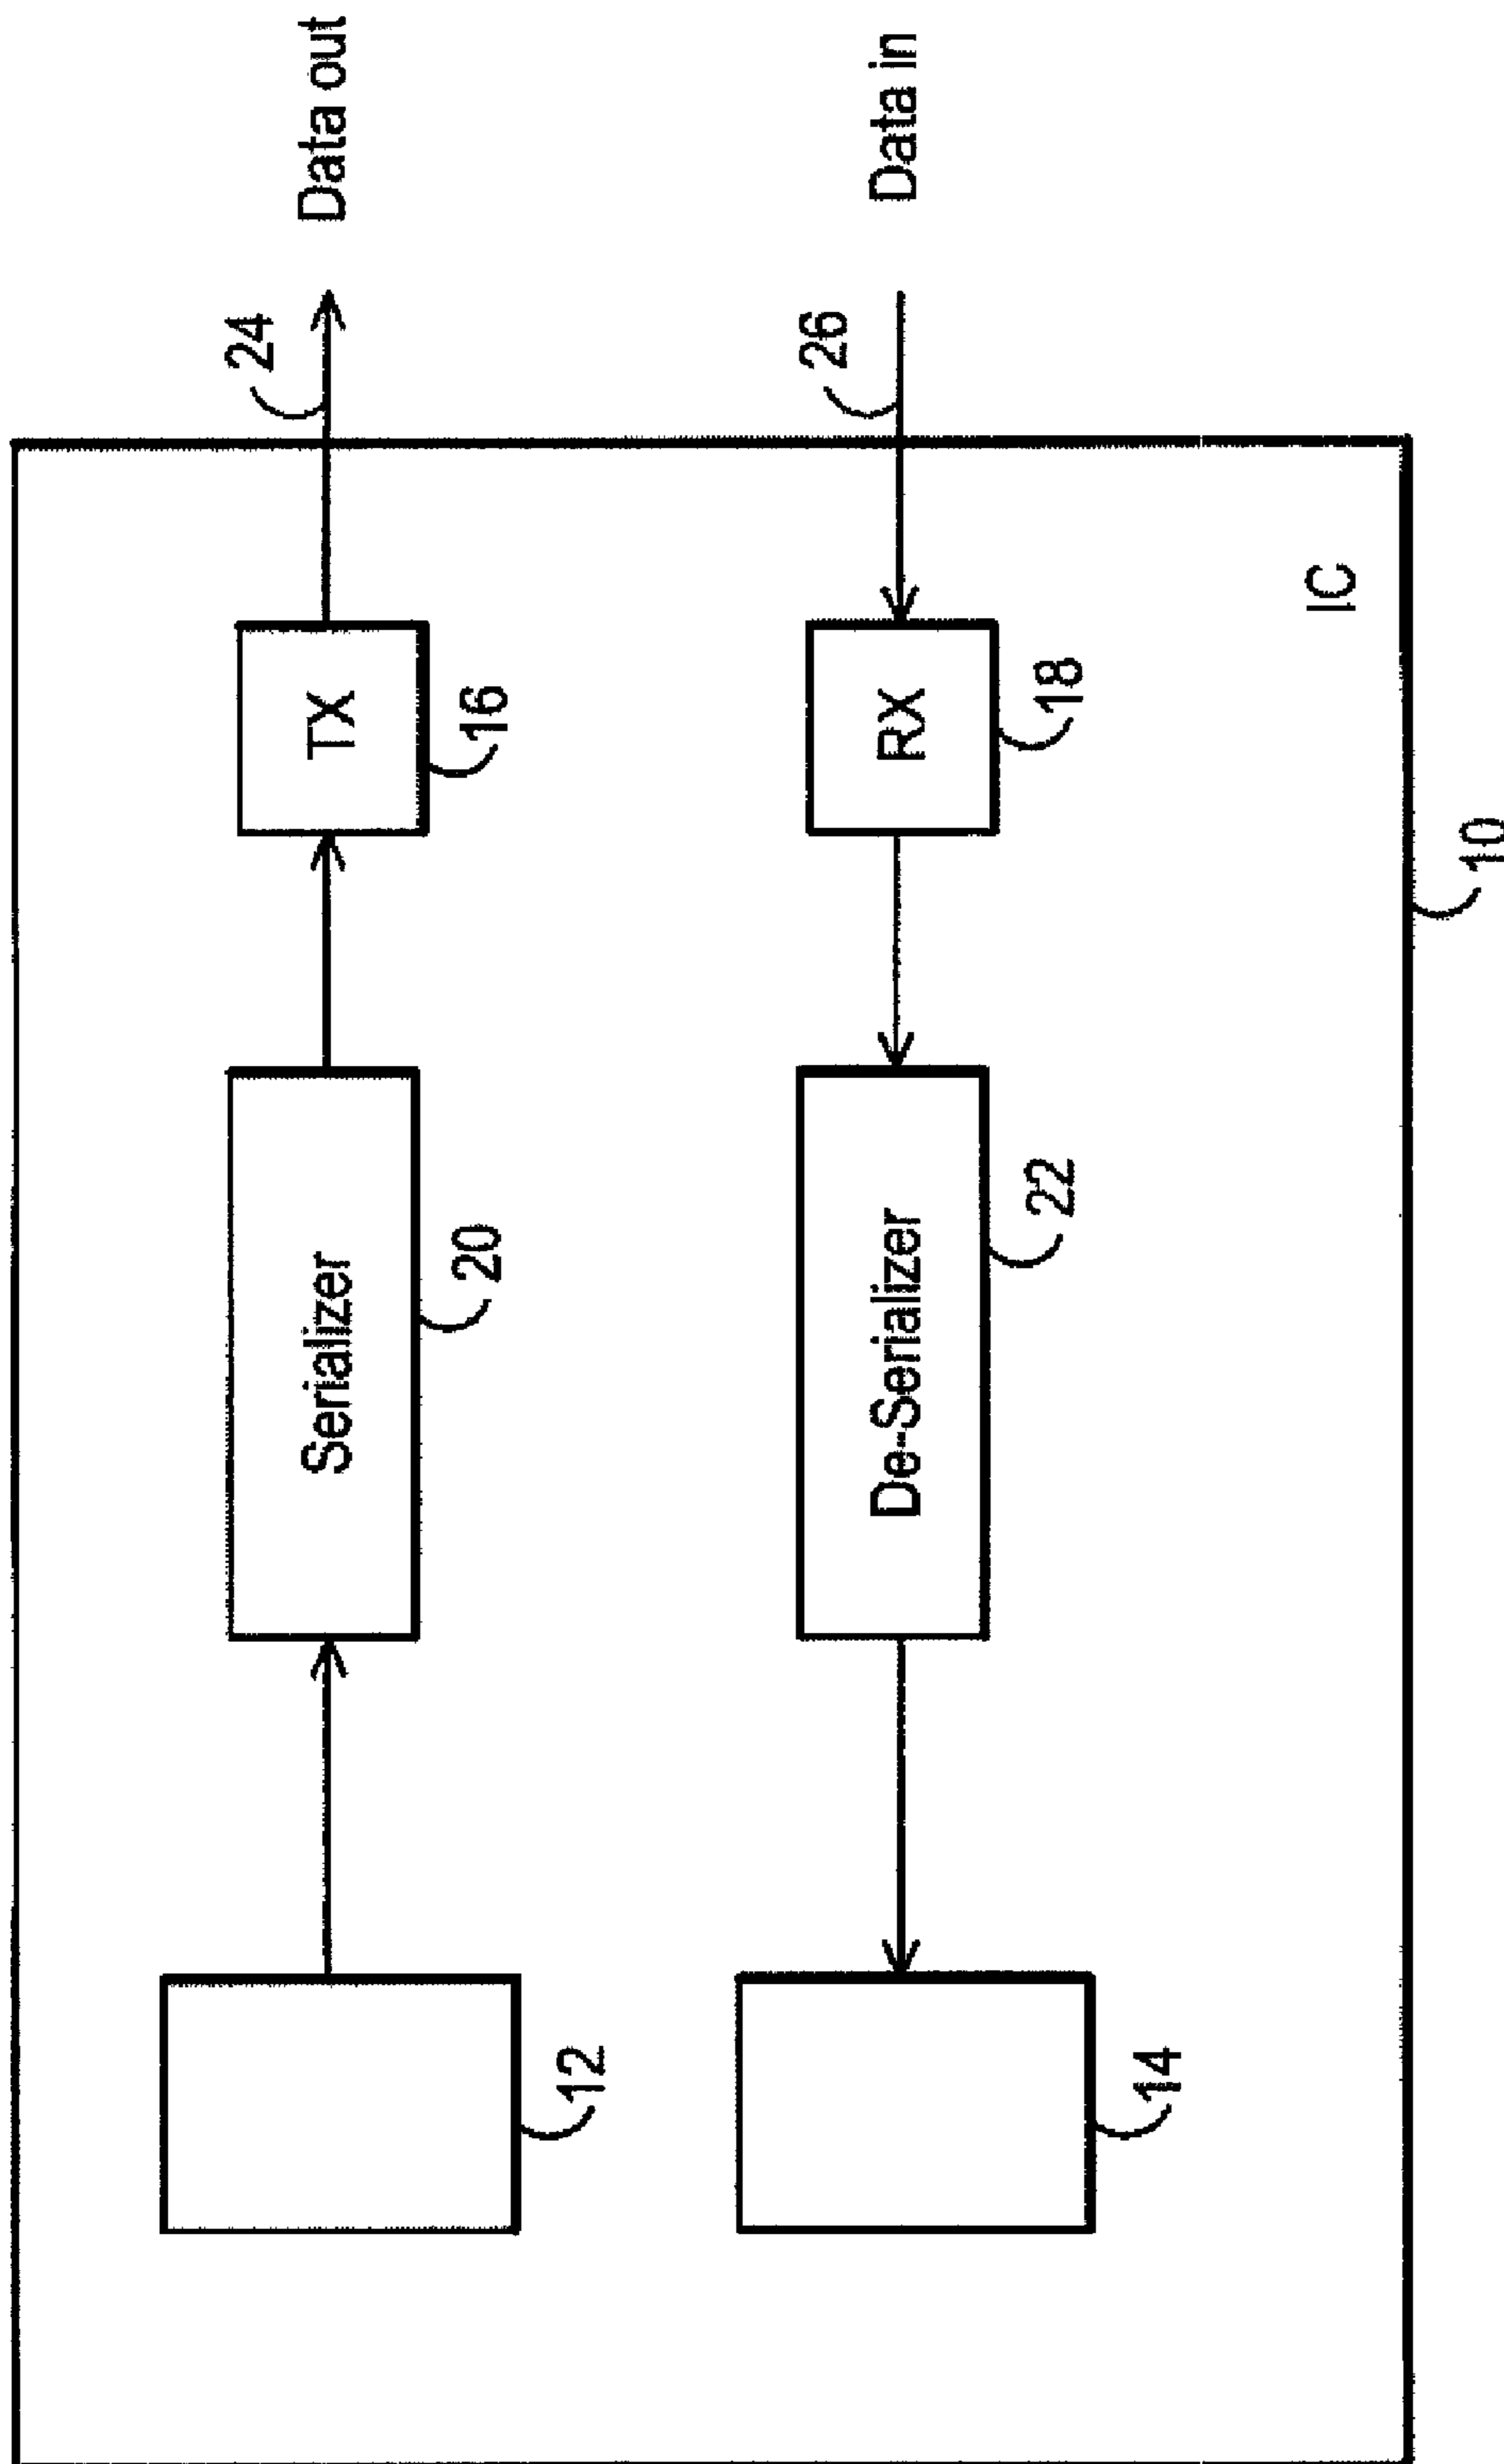 Data out
24
TX
16
Serializer
20
12
Data in
26
RX
18
De-Serializer
22
14
IC
10